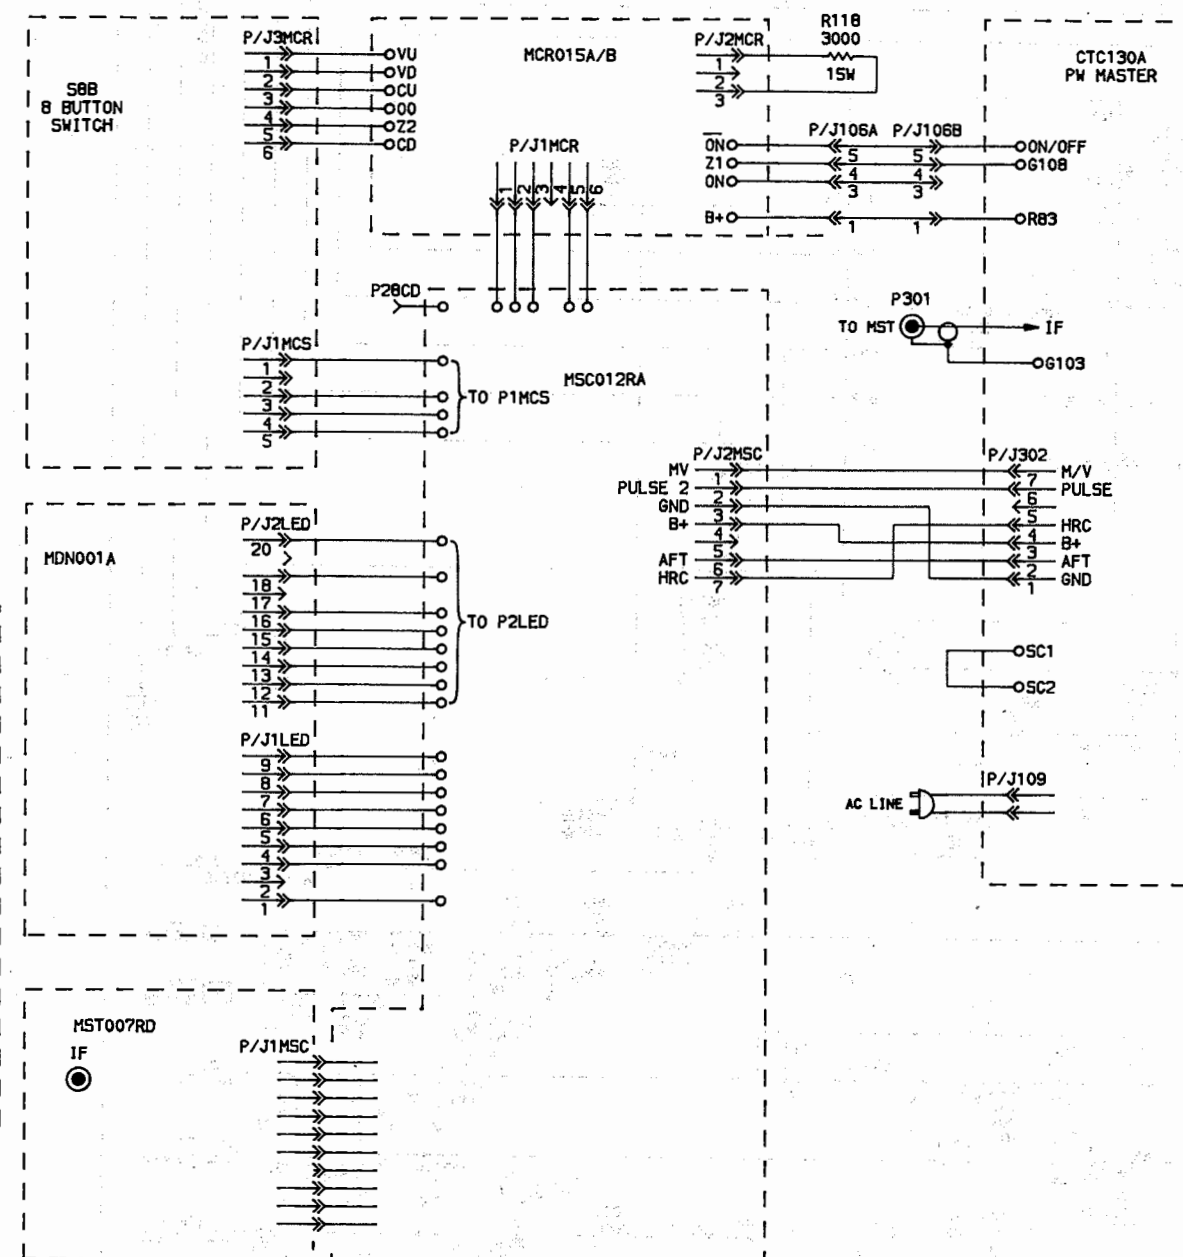 S8B
8 BUTTON
SWITCH
P/J3MCR
1
2
3
4
5
6
VU
VD
CU
OO
Z2
CD
MCR015A/B
P/J1MCR
1
2
3
4
5
6
P/J2MCR
1
2
3
R118
3000
15W
CTC130A
PW MASTER
ON
Z1
ON
B+
P/J106A
5
4
3
1
P/J106B
5
4
3
1
ON/OFF
G108
R83
P28CD
P301
TO MST
IF
G103
P/J1MCS
1
2
3
4
5
TO P1MCS
MSC012RA
P/J2MSC
MV
PULSE 2
GND
B+
AFT
HRC
1
2
3
4
5
6
7
P/J302
7
6
5
4
3
2
1
M/V
PULSE
HRC
B+
AFT
GND
MDN001A
P/J2LED
20
18
17
16
15
14
13
12
11
TO P2LED
SC1
SC2
P/J1LED
9
8
7
6
5
4
3
2
1
AC LINE
P/J109
MST007RD
IF
P/J1MSC